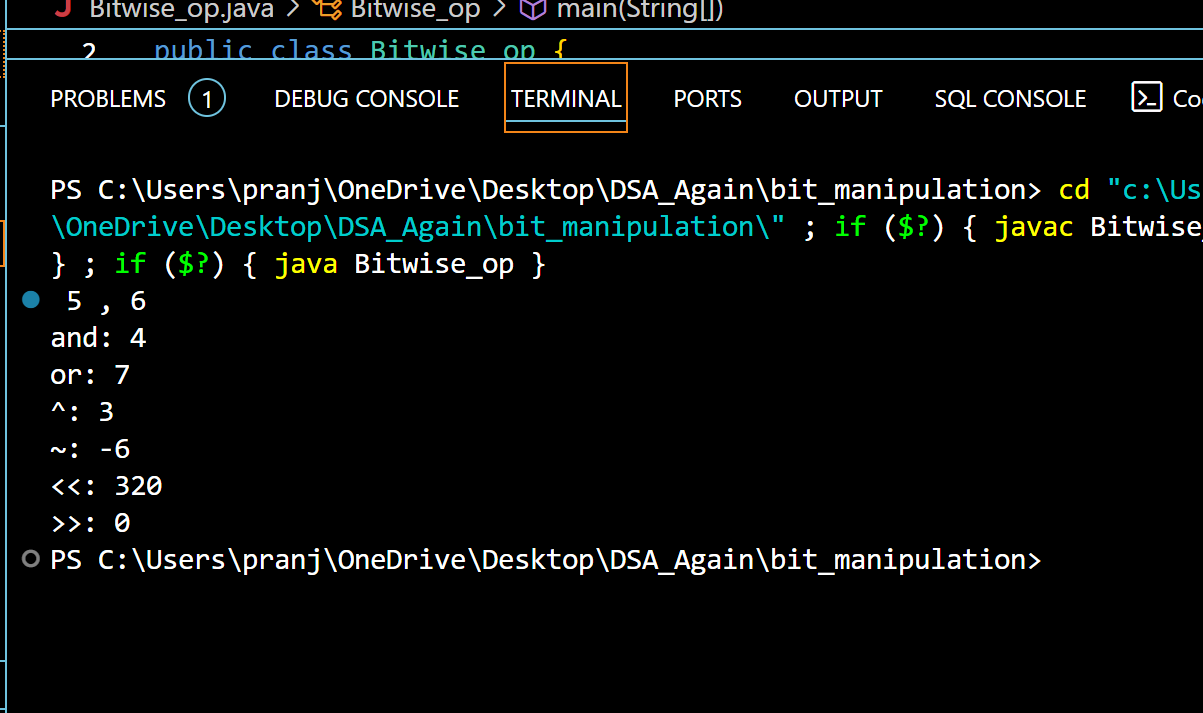 Bitwise_op.java > Bitwise_op > main(String[])
2 public class Bitwise_op {
PROBLEMS 1 DEBUG CONSOLE TERMINAL PORTS OUTPUT SQL CONSOLE
PS C:\Users\pranj\OneDrive\Desktop\DSA_Again\bit_manipulation> cd "c:\Us
\OneDrive\Desktop\DSA_Again\bit_manipulation\" ; if ($?) { javac Bitwise
} ; if ($?) { java Bitwise_op }
5 , 6
and: 4
or: 7
^: 3
~: -6
<<: 320
>>: 0
PS C:\Users\pranj\OneDrive\Desktop\DSA_Again\bit_manipulation>